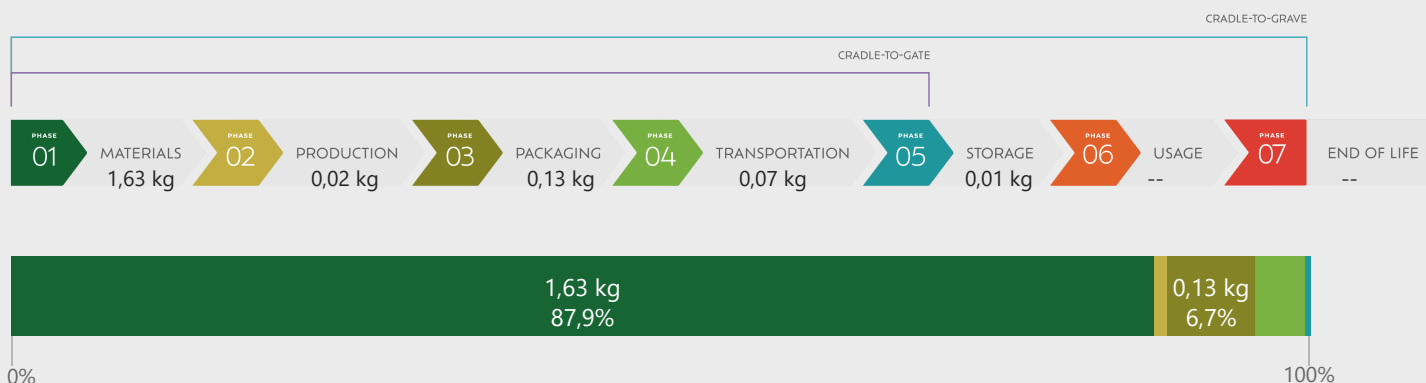 CRADLE-TO-GRAVE
CRADLE-TO-GATE
PHASE
01
MATERIALS
1,63 kg
PHASE
02
PRODUCTION
0,02 kg
PHASE
03
PACKAGING
0,13 kg
PHASE
04
TRANSPORTATION
0,07 kg
PHASE
05
STORAGE
0,01 kg
PHASE
06
USAGE
--
PHASE
07
END OF LIFE
--
1,63 kg
87,9%
0,13 kg
6,7%
0%
100%